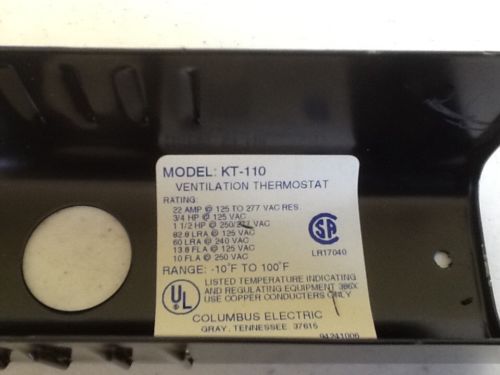 MODEL: KT-110
VENTILATION THERMOSTAT
RATING:
22 AMP @ 125 TO 277 VAC RES.
3/4 HP @ 125 VAC
1 1/2 HP @ 250/277 VAC
82.8 LRA @ 125 VAC
60 LRA @ 240 VAC
13.8 FLA @ 125 VAC
10 FLA @ 250 VAC
SA
LR17040
RANGE: -10°F TO 100°F
UL
LISTED TEMPERATURE INDICATING
AND REGULATING EQUIPMENT 386X
USE COPPER CONDUCTORS ONLY
COLUMBUS ELECTRIC
GRAY, TENNESSEE. 37615
94241006